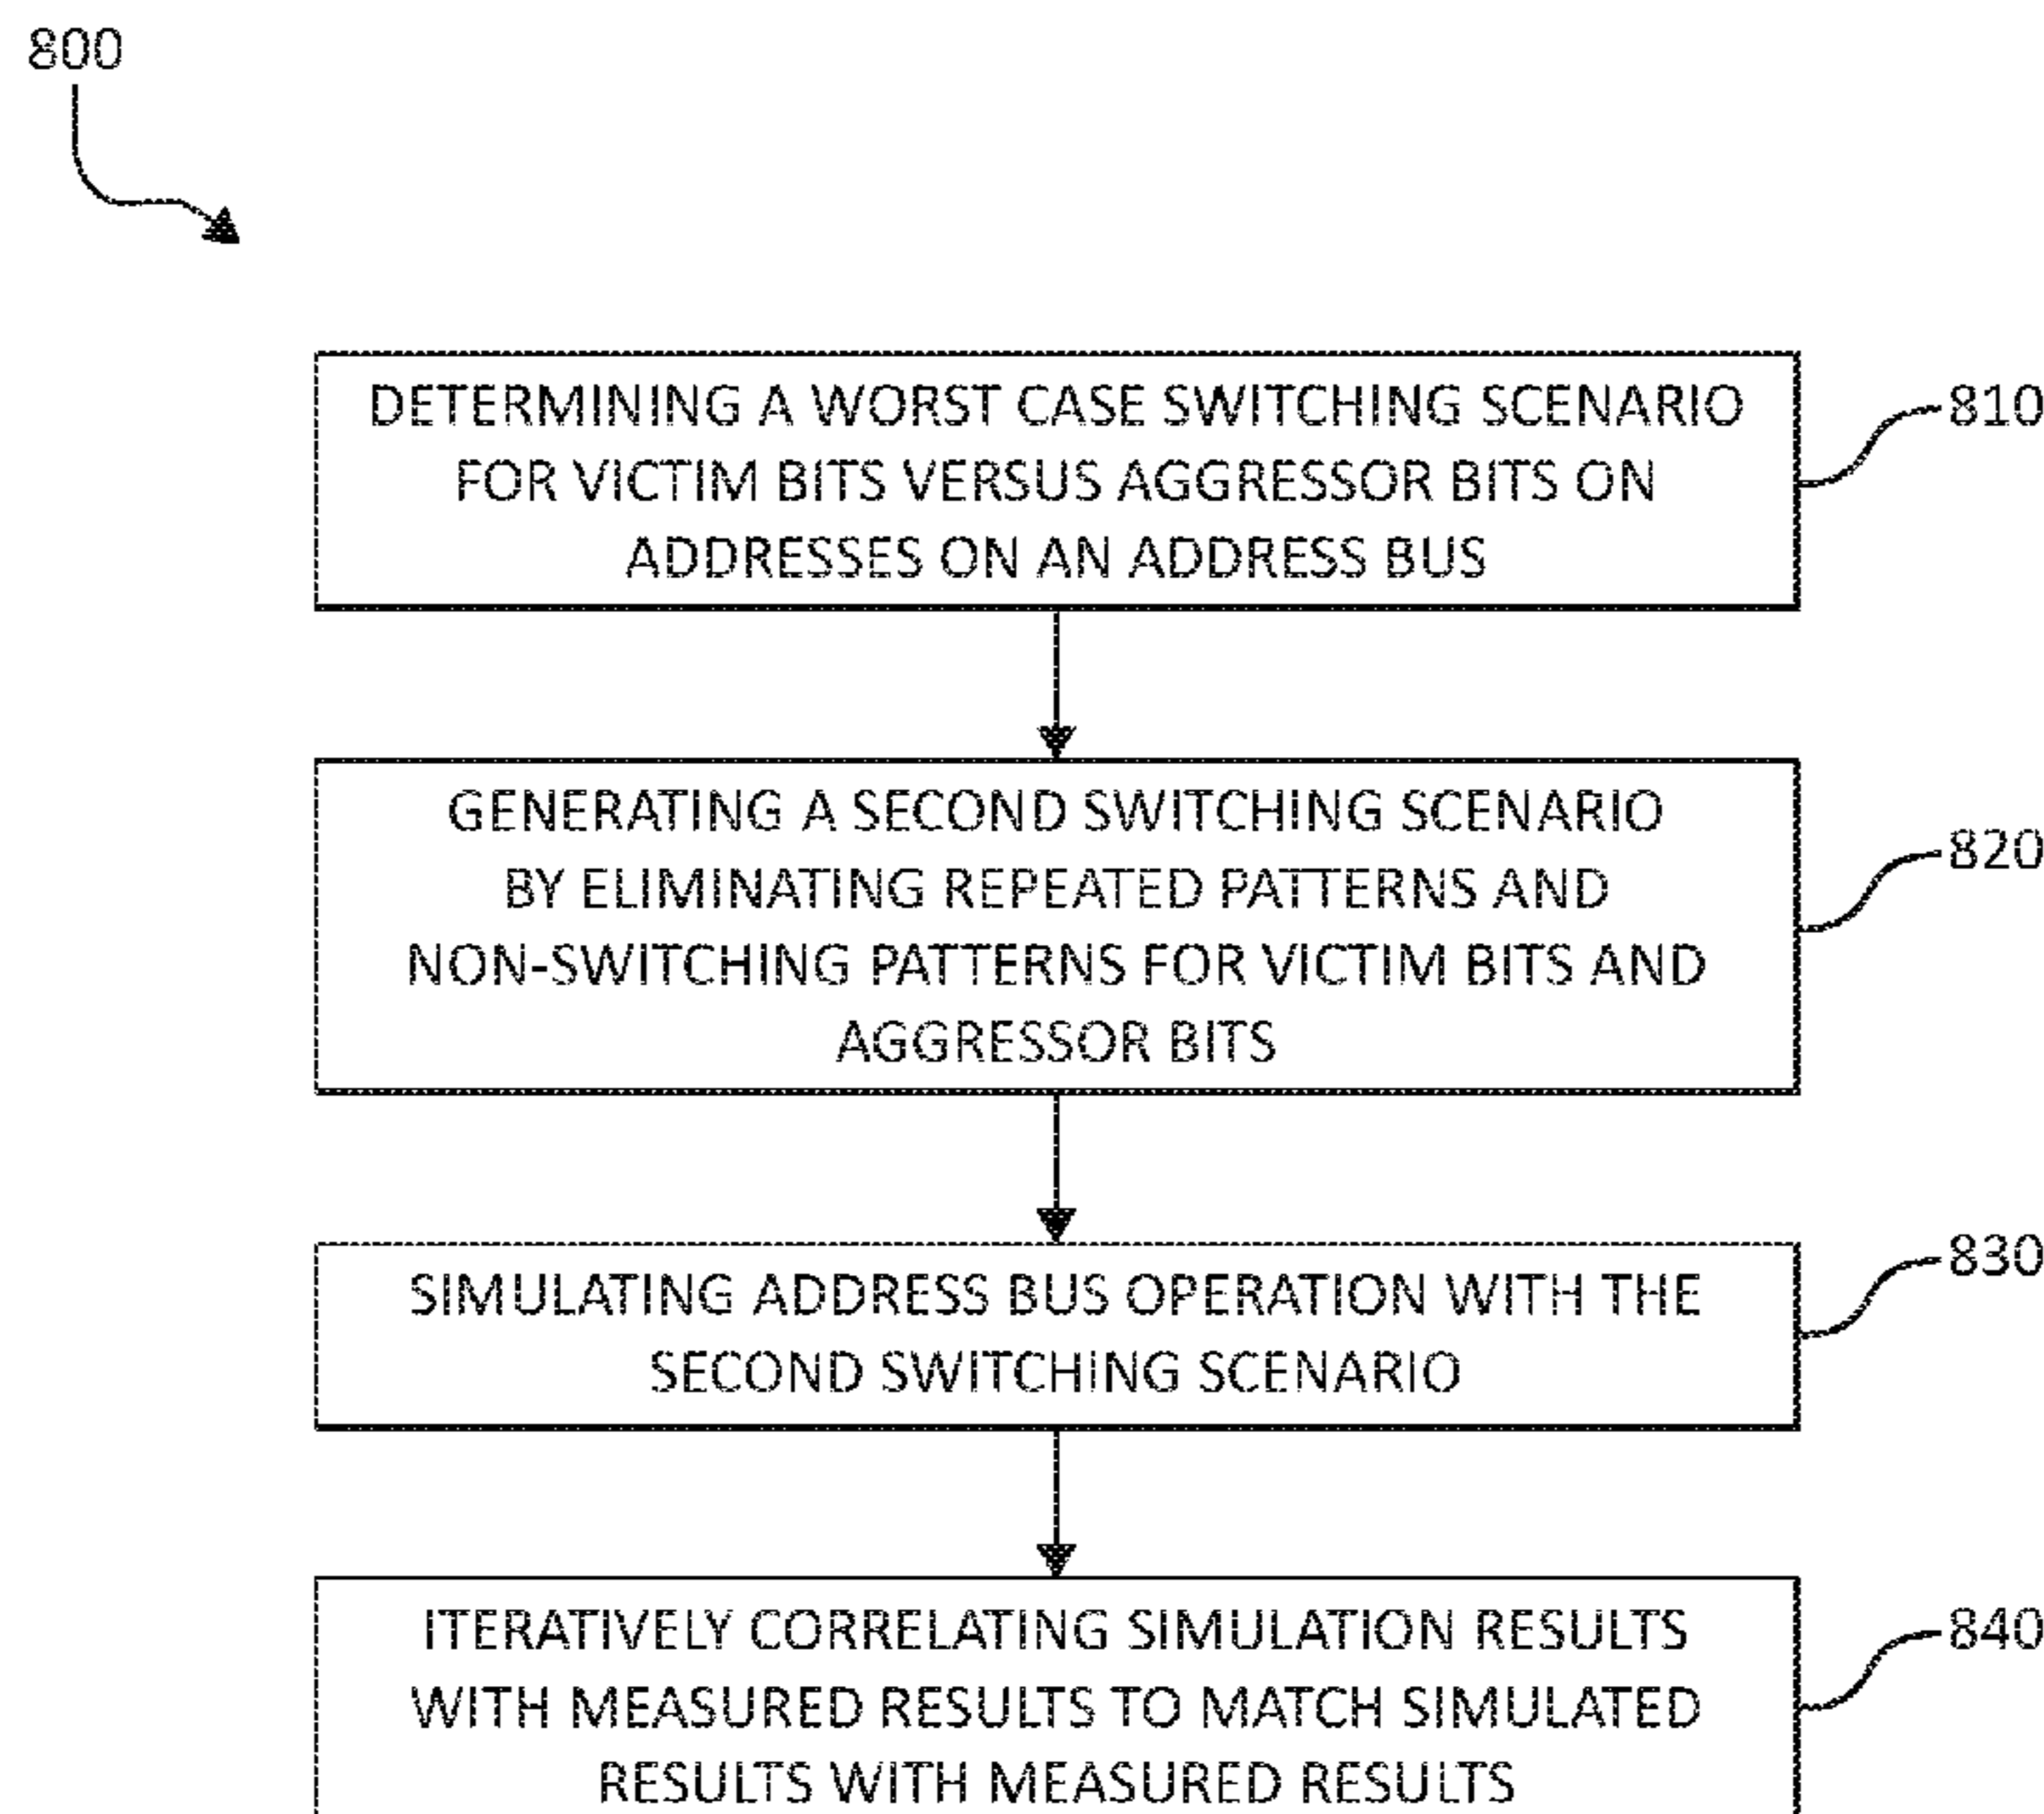 800
DETERMINING A WORST CASE SWITCHING SCENARIO
FOR VICTIM BITS VERSUS AGGRESSOR BITS ON
ADDRESSES ON AN ADDRESS BUS
810
GENERATING A SECOND SWITCHING SCENARIO
BY ELIMINATING REPEATED PATTERNS AND
NON-SWITCHING PATTERNS FOR VICTIM BITS AND
AGGRESSOR BITS
820
SIMULATING ADDRESS BUS OPERATION WITH THE
SECOND SWITCHING SCENARIO
830
ITERATIVELY CORRELATING SIMULATION RESULTS
WITH MEASURED RESULTS TO MATCH SIMULATED
RESULTS WITH MEASURED RESULTS
840